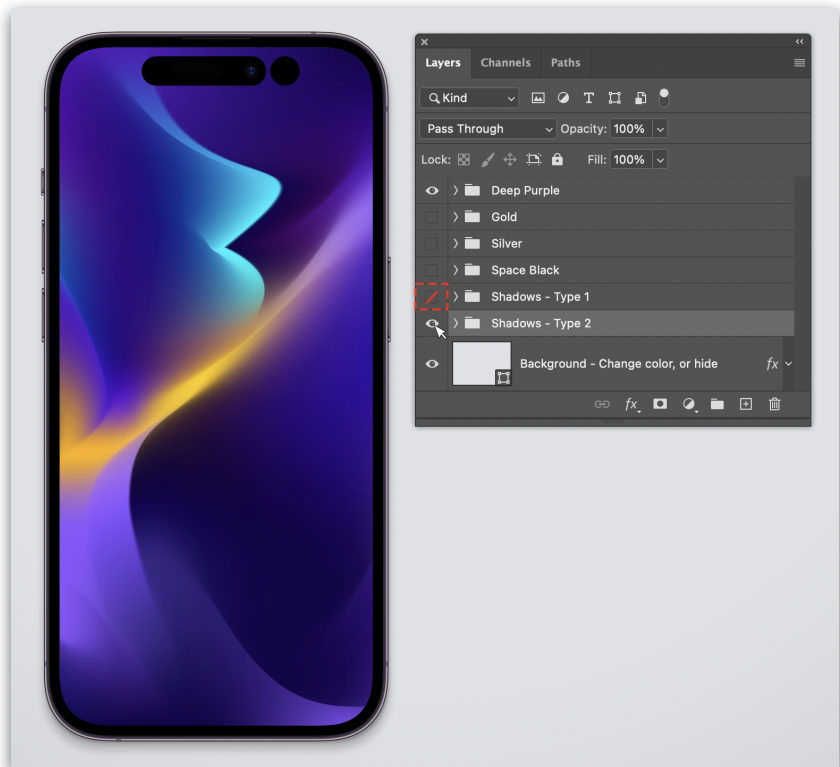 Layers Channels Paths
Kind
Pass Through Opacity: 100%
Lock: Fill: 100%
Deep Purple
Gold
Silver
Space Black
Shadows - Type 1
Shadows - Type 2
Background - Change color, or hide fx
fx